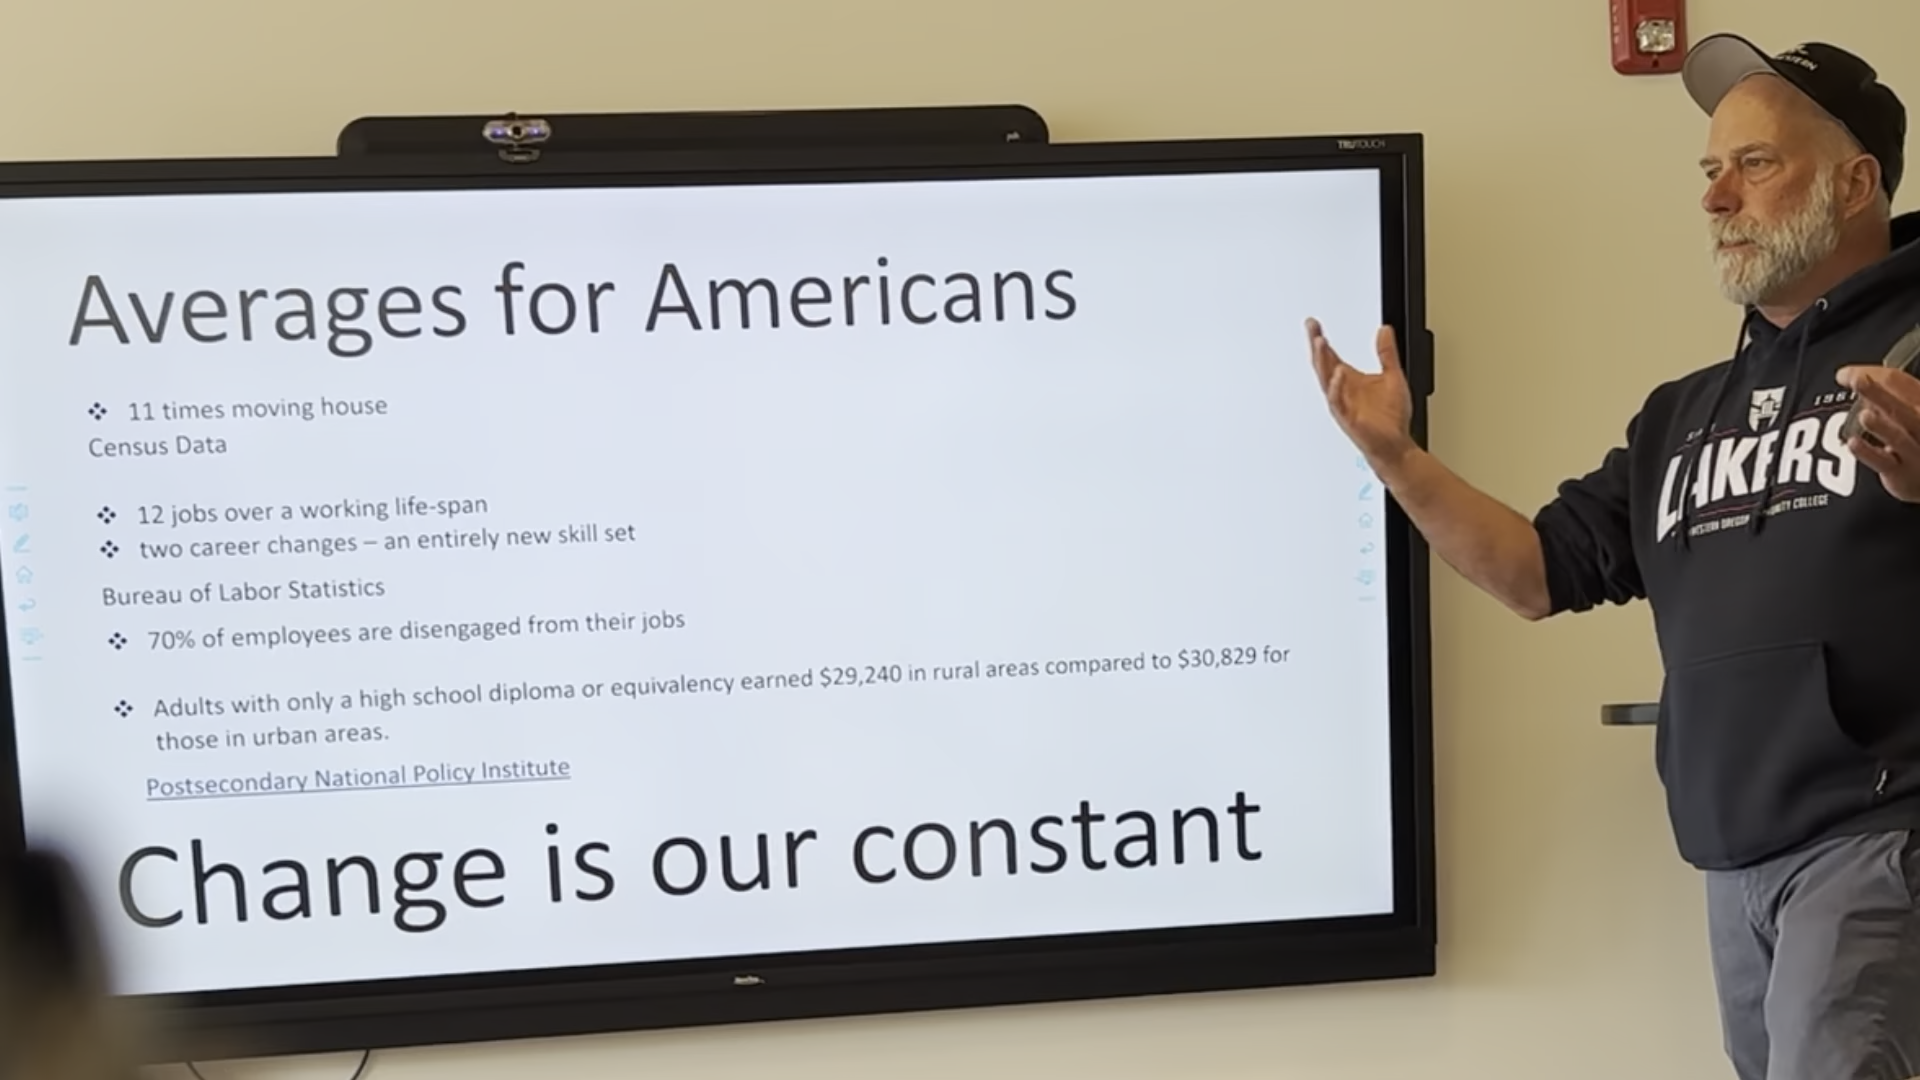 TRUTOUCH
Averages for Americans
❖ 11 times moving house
Census Data
❖ 12 jobs over a working life-span
❖ two career changes – an entirely new skill set
Bureau of Labor Statistics
❖ 70% of employees are disengaged from their jobs
❖ Adults with only a high school diploma or equivalency earned $29,240 in rural areas compared to $30,829 for
those in urban areas.
Postsecondary National Policy Institute
Change is our constant
1961
LAKERS
COLLEGE